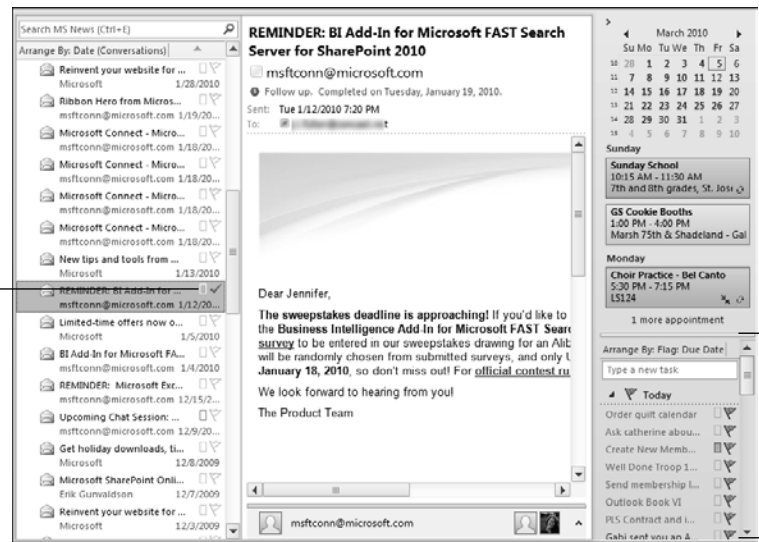 Search MS News (Ctrl+E)
Arrange By: Date (Conversations)
Reinvent your website for ...
Microsoft 1/28/2010
Ribbon Hero from Micros...
msftconn@microsoft.com 1/19/20...
Microsoft Connect - Micro...
msftconn@microsoft.com 1/18/20...
Microsoft Connect - Micro...
msftconn@microsoft.com 1/18/20...
Microsoft Connect - Micro...
msftconn@microsoft.com 1/18/20...
Microsoft Connect - Micro...
msftconn@microsoft.com 1/18/20...
New tips and tools from ...
Microsoft 1/13/2010
REMINDER: BI Add-In for ...
msftconn@microsoft.com 1/12/20...
Limited-time offers now o...
Microsoft 1/5/2010
BI Add-In for Microsoft FA...
msftconn@microsoft.com 1/4/2010
REMINDER: Microsoft Exc...
msftconn@microsoft.com 12/15/2...
Upcoming Chat Session: ...
msftconn@microsoft.com 12/9/20...
Get holiday downloads, ti...
Microsoft 12/8/2009
Microsoft SharePoint Onli...
Erik Gunvaldson 12/7/2009
Reinvent your website for ...
Microsoft 12/3/2009
REMINDER: BI Add-In for Microsoft FAST Search
Server for SharePoint 2010
msftconn@microsoft.com
Follow up. Completed on Tuesday, January 19, 2010.
Sent: Tue 1/12/2010 7:20 PM
To:
Dear Jennifer,
The sweepstakes deadline is approaching! If you'd like to
the Business Intelligence Add-In for Microsoft FAST Searc
survey to be entered in our sweepstakes drawing for an Alib
will be randomly chosen from submitted surveys, and only U
January 18, 2010, so don't miss out! For official contest ru
We look forward to hearing from you!
The Product Team
msftconn@microsoft.com
March 2010
Su Mo Tu We Th Fr Sa
10 28 1 2 3 4 5 6
11 7 8 9 10 11 12 13
12 14 15 16 17 18 19 20
13 21 22 23 24 25 26 27
14 28 29 30 31 1 2 3
15 4 5 6 7 8 9 10
Sunday
Sunday School
10:15 AM - 11:30 AM
7th and 8th grades, St. Jose
GS Cookie Booths
1:00 PM - 4:00 PM
Marsh 75th & Shadeland - Gal
Monday
Choir Practice - Bel Canto
5:30 PM - 7:15 PM
LS124
1 more appointment
Arrange By: Flag: Due Date
Type a new task
Today
Order quilt calendar
Ask catherine abou...
Create New Memb...
Well Done Troop 1...
Send membership l...
Outlook Book VI
PLS Contract and i...
Gabi sent you an A...